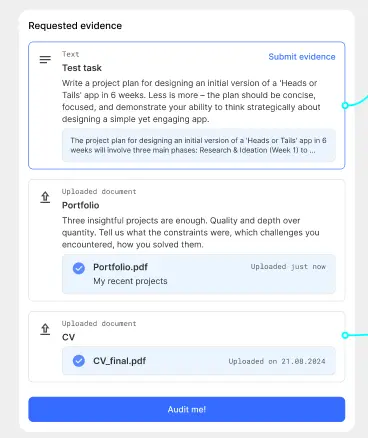 Requested evidence
Text
Submit evidence
Test task
Write a project plan for designing an initial version of a 'Heads or
Tails' app in 6 weeks. Less is more – the plan should be concise,
focused, and demonstrate your ability to think strategically about
designing a simple yet engaging app.
The project plan for designing an initial version of a 'Heads or Tails' app in 6
weeks will involve three main phases: Research & Ideation (Week 1) to ...
Uploaded document
Portfolio
Three insightful projects are enough. Quality and depth over
quantity. Tell us what the constraints were, which challenges you
encountered, how you solved them.
Portfolio.pdf
Uploaded just now
My recent projects
Uploaded document
CV
CV_final.pdf
Uploaded on 21.08.2024
Audit me!